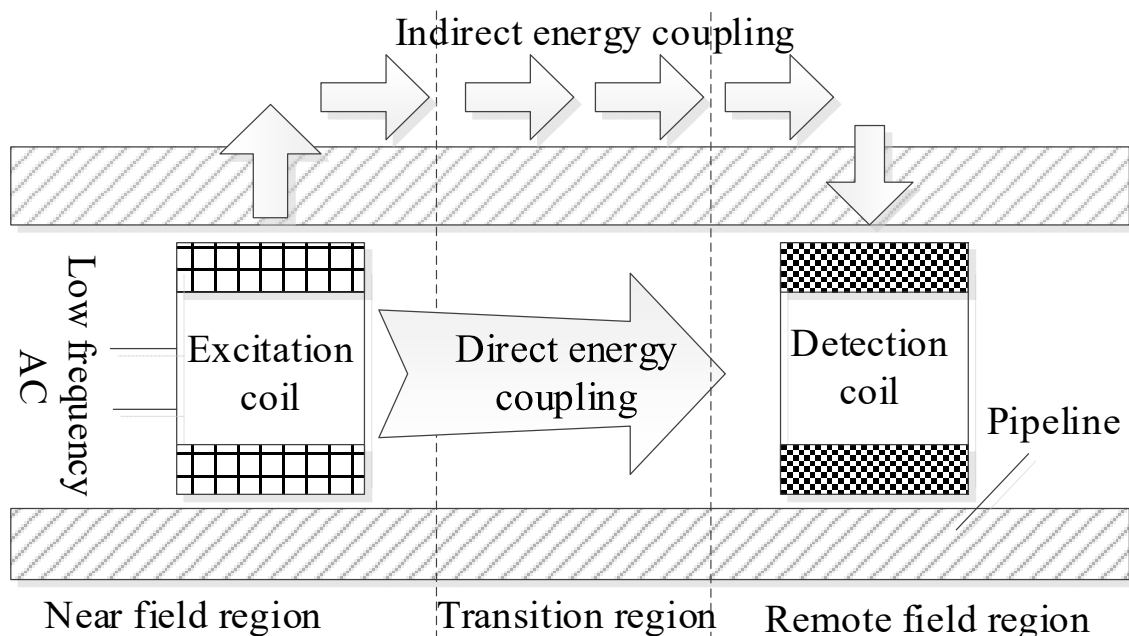 Indirect energy coupling
Low frequency
AC
Excitation
coil
Direct energy
coupling
Detection
coil
Pipeline
Near field region
Transition region
Remote field region